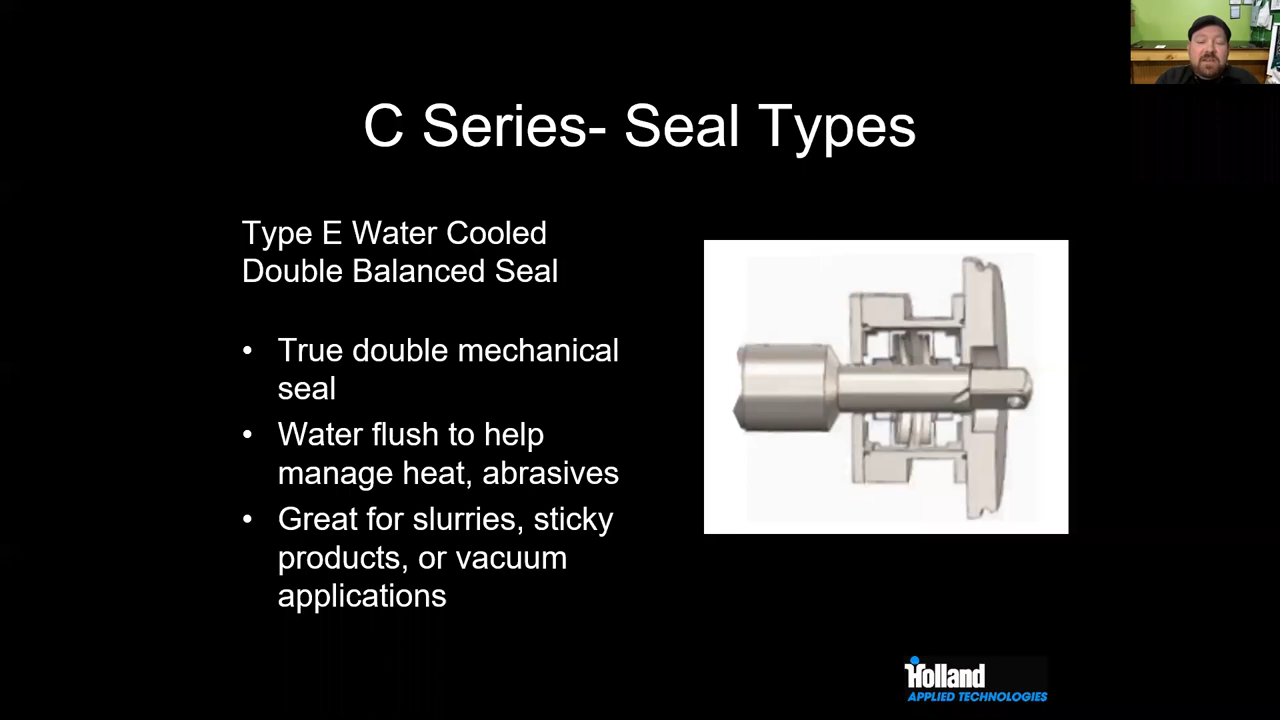 C Series- Seal Types
Type E Water Cooled
Double Balanced Seal
• True double mechanical
seal
• Water flush to help
manage heat, abrasives
• Great for slurries, sticky
products, or vacuum
applications
Holland
APPLIED TECHNOLOGIES